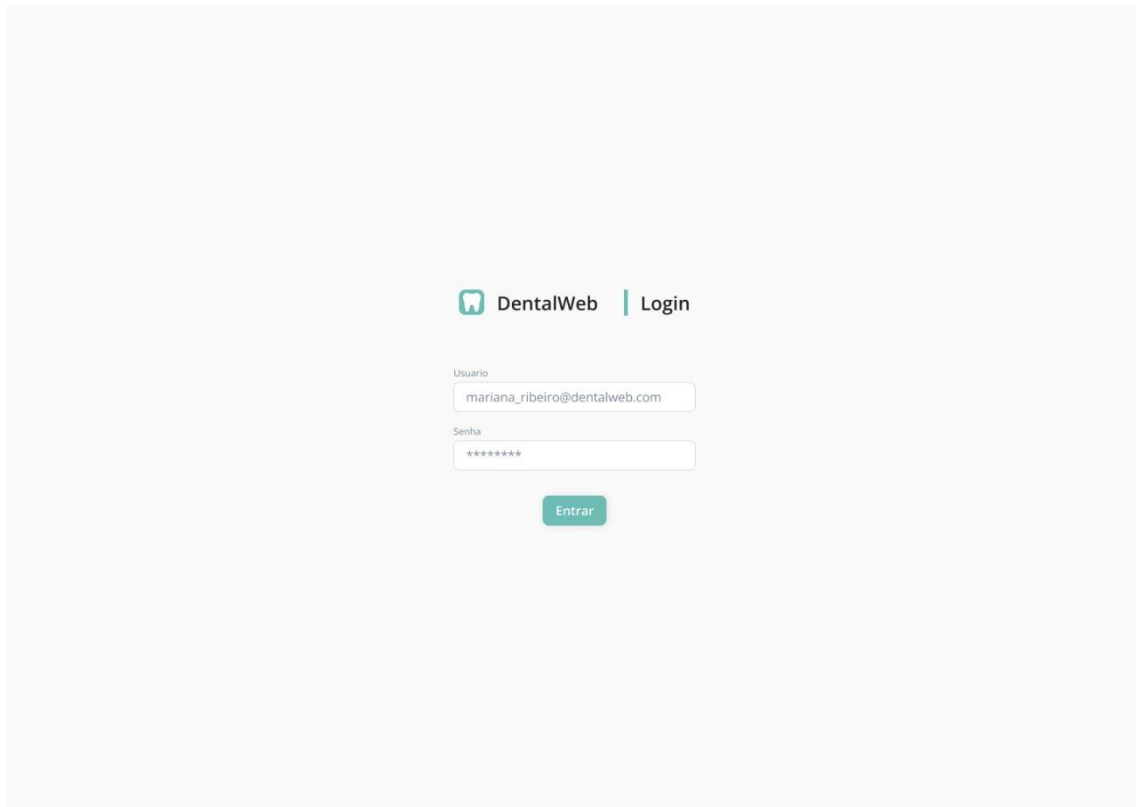 DentalWeb | Login
Usuario
mariana_ribeiro@dentalweb.com
Senha
********
Entrar